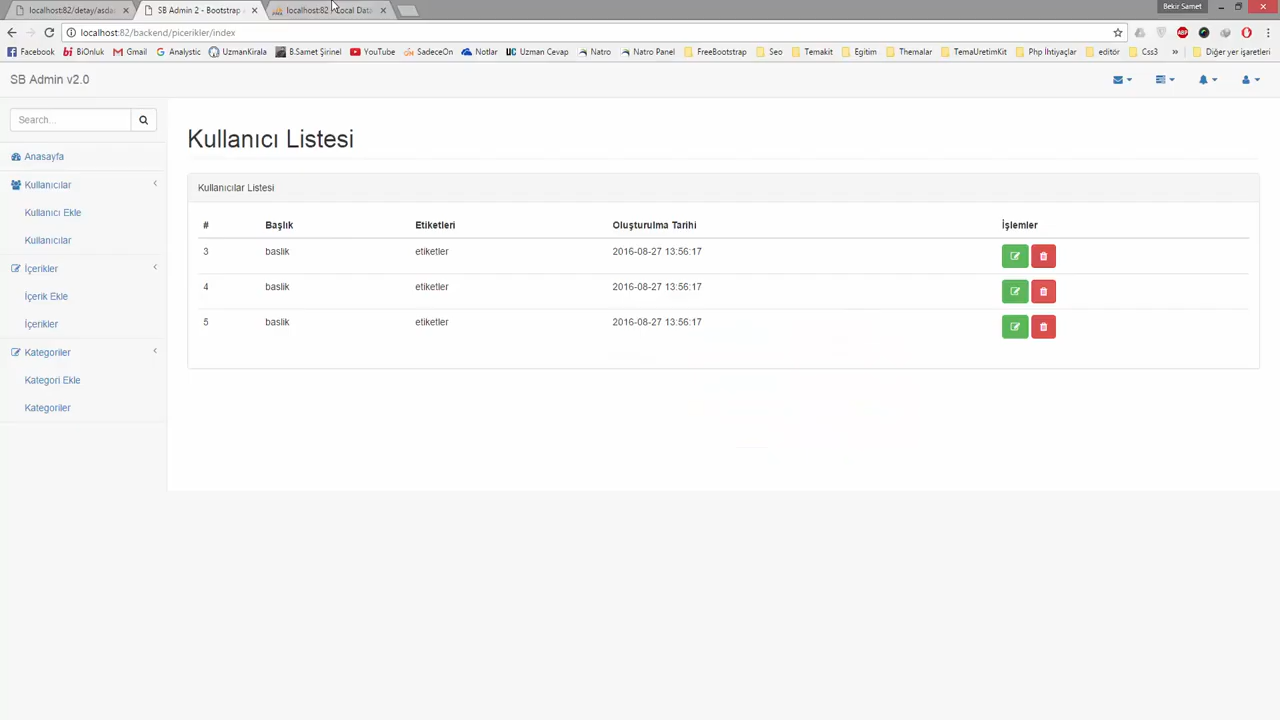 localhost:82/detay/asda
SB Admin 2 - Bootstrap
localhost:82 Local Data
Bekir Samet
localhost:82/backend/picerikler/index
Facebook BiOnluk Gmail Analystic UzmanKirala B.Samet Şirinel YouTube SadeceOn Notlar Uzman Cevap Natro Natro Panel FreeBootstrap Seo Temakit Egitim Themalar TemaUretimKit Php İhtiyaçlar editör Css3 » Diğer yer işaretleri
SB Admin v2.0
Search...
Anasayfa
Kullanıcılar
Kullanıcı Ekle
Kullanıcılar
İçerikler
İçerik Ekle
İçerikler
Kategoriler
Kategori Ekle
Kategoriler
Kullanıcı Listesi
Kullanıcılar Listesi
# Başlık Etiketleri Oluşturulma Tarihi İşlemler
3 baslik etiketler 2016-08-27 13:56:17
4 baslik etiketler 2016-08-27 13:56:17
5 baslik etiketler 2016-08-27 13:56:17